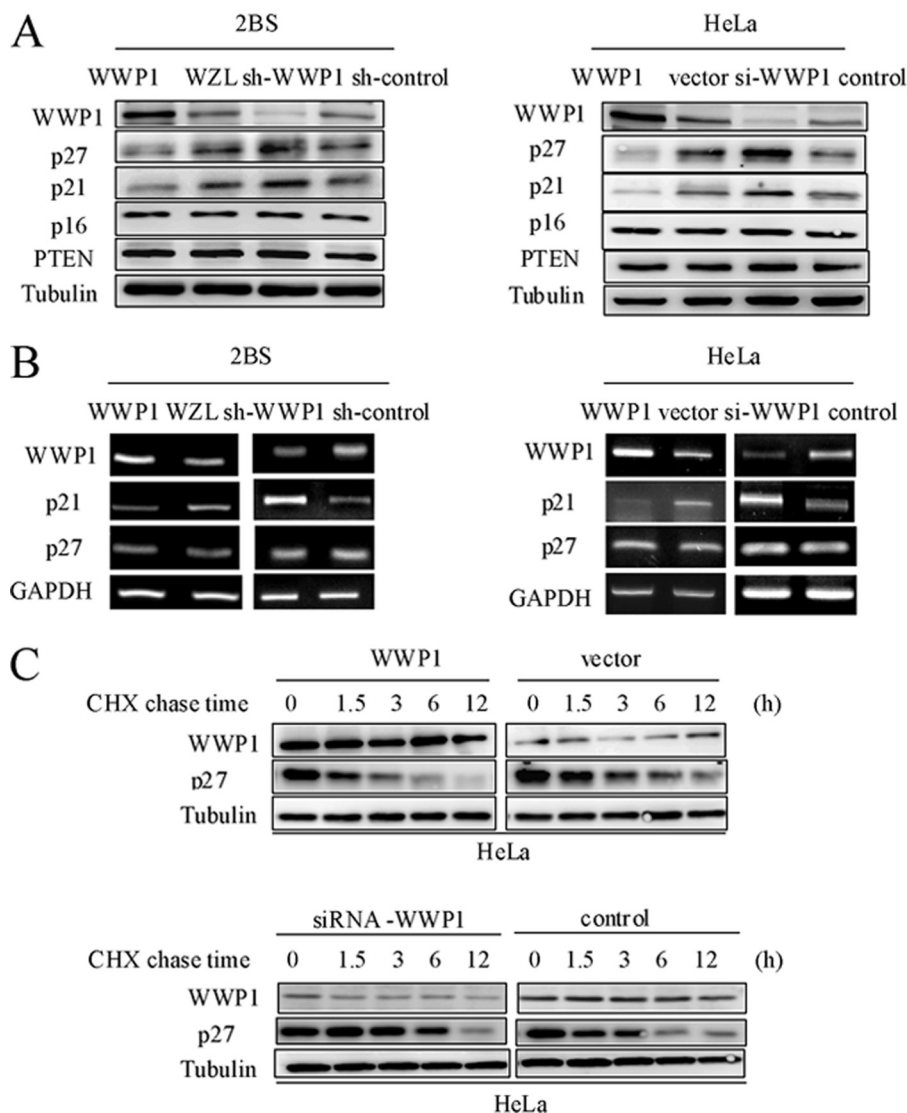 A
2BS
HeLa
WWP1 WZL sh-WWP1 sh-control
WWP1 vector si-WWP1 control
WWP1
p27
p21
p16
PTEN
Tubulin
WWP1
p27
p21
p16
PTEN
Tubulin
B
2BS
HeLa
WWP1 WZL sh-WWP1 sh-control
WWP1 vector si-WWP1 control
WWP1
p21
p27
GAPDH
WWP1
p21
p27
GAPDH
C
WWP1 vector
CHX chase time 0 1.5 3 6 12 0 1.5 3 6 12 (h)
WWP1
p27
Tubulin
HeLa
siRNA -WWP1 control
CHX chase time 0 1.5 3 6 12 0 1.5 3 6 12 (h)
WWP1
p27
Tubulin
HeLa